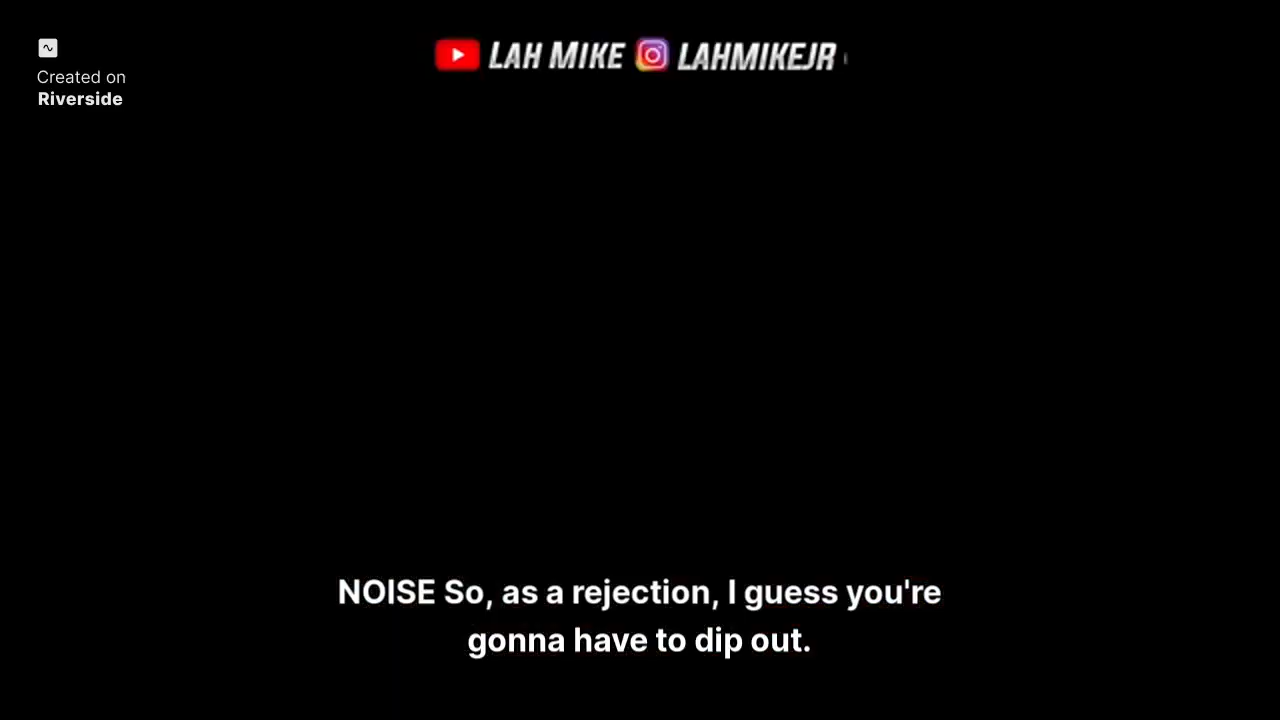 Created on
Riverside
LAH MIKE LAHMIKEJR
NOISE So, as a rejection, I guess you're
gonna have to dip out.